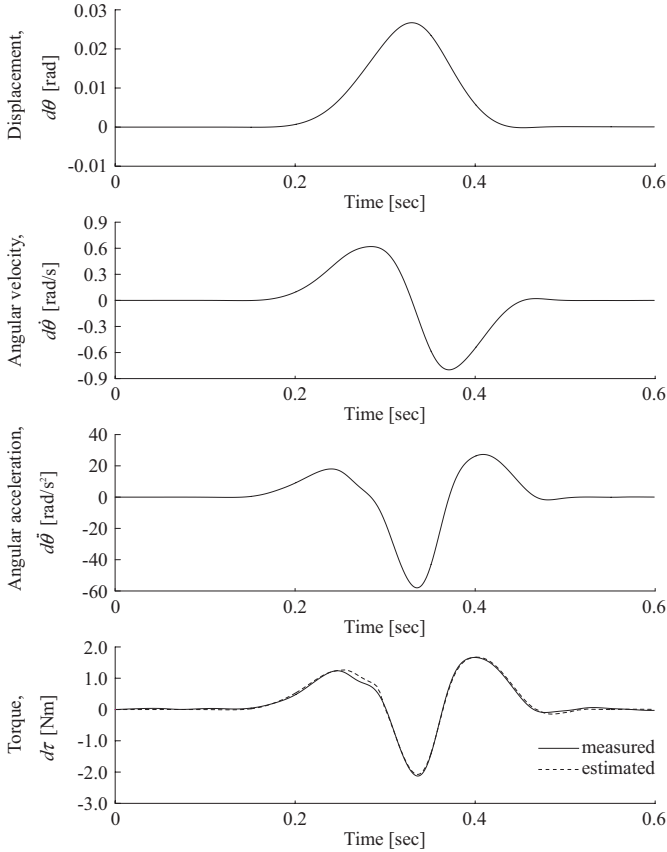 Displacement,
dθ [rad]
0.03
0.02
0.01
0
-0.01
0
0.2
0.4
0.6
Time [sec]
Angular velocity,
dθ̇ [rad/s]
0.9
0.6
0.3
0
-0.3
-0.6
-0.9
0
0.2
0.4
0.6
Time [sec]
Angular acceleration,
dθ̈ [rad/s²]
40
20
0
-20
-40
-60
0
0.2
0.4
0.6
Time [sec]
Torque,
dτ [Nm]
2.0
1.0
0
-1.0
-2.0
-3.0
measured
estimated
0
0.2
0.4
0.6
Time [sec]